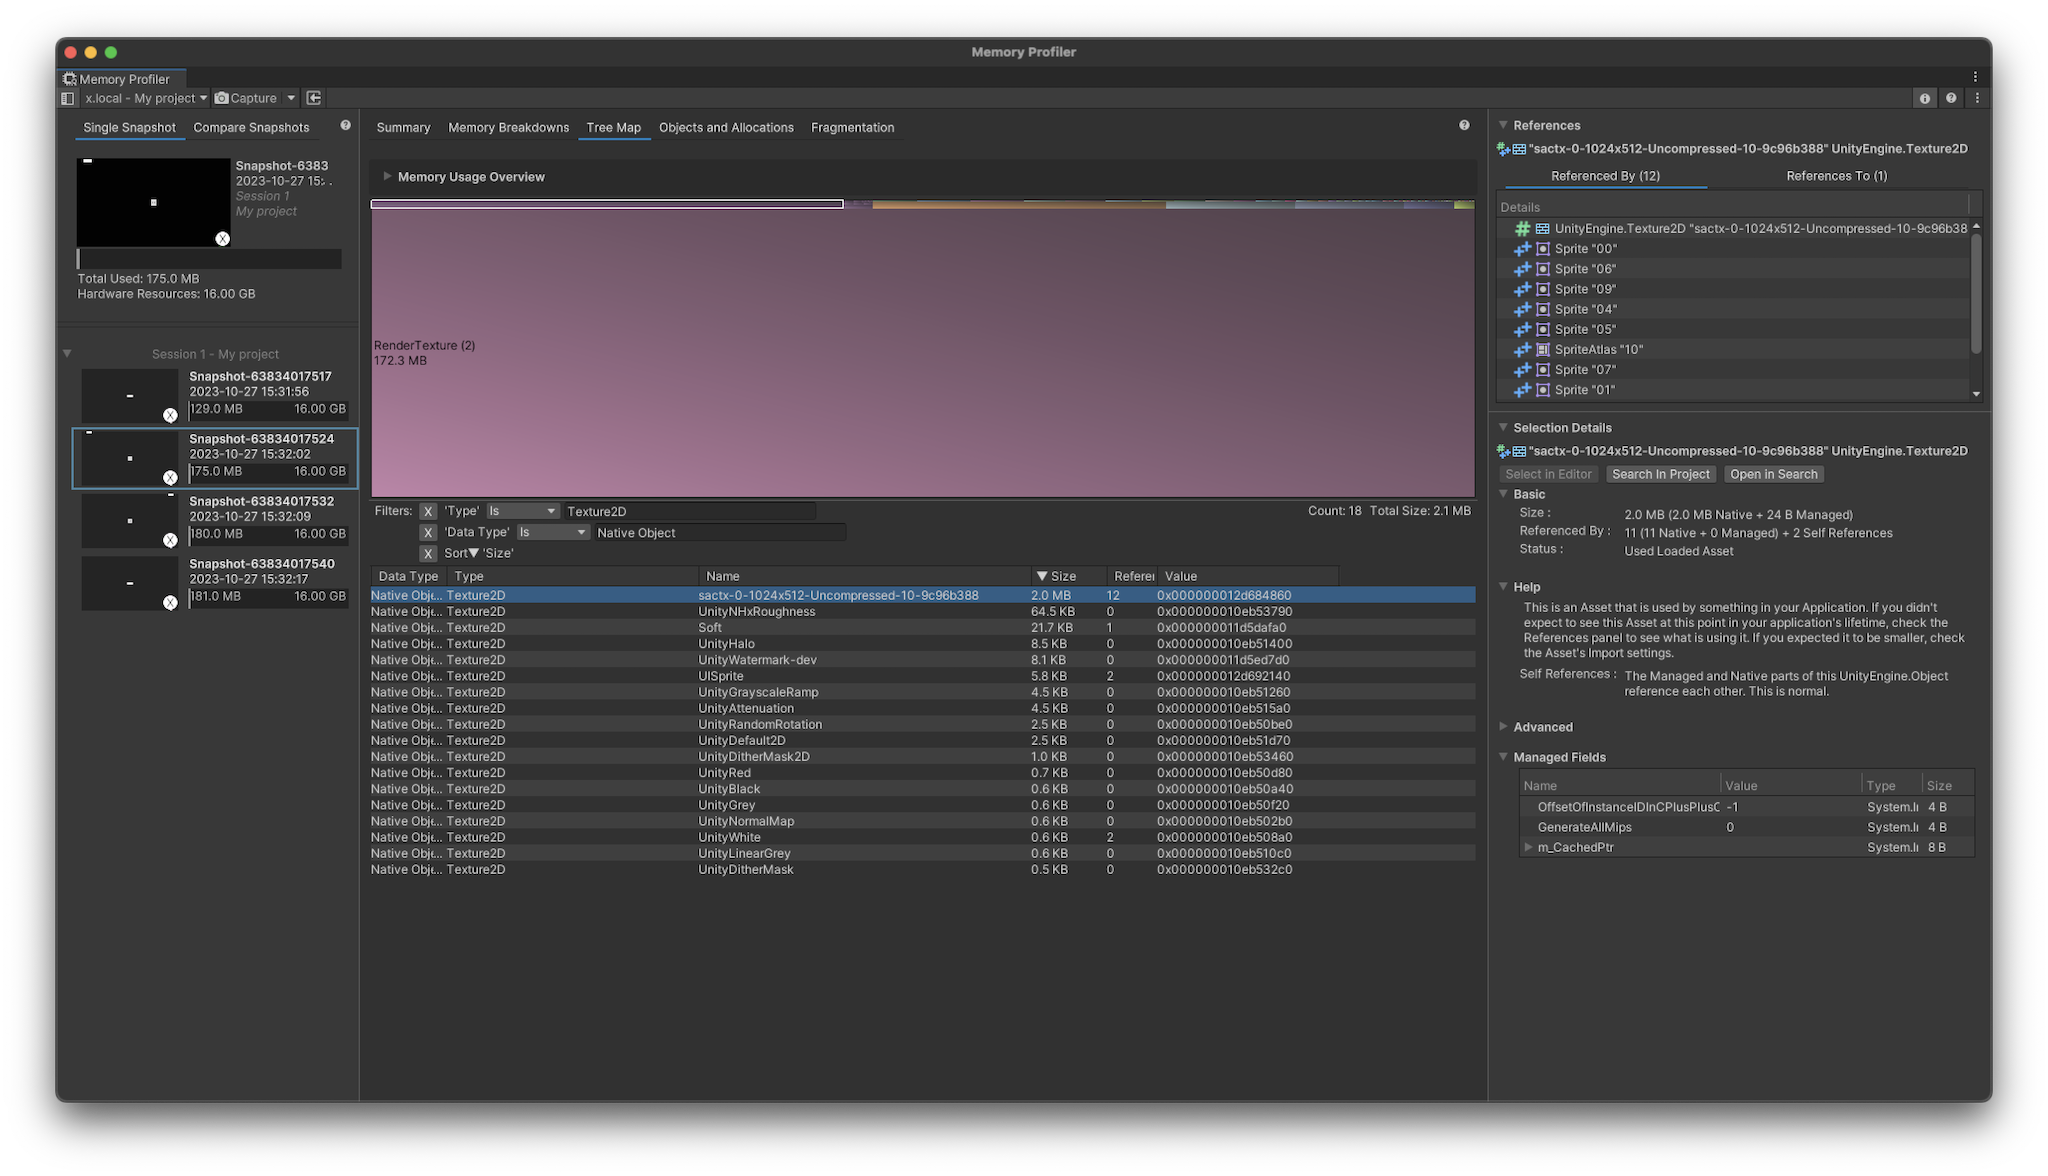 Memory Profiler
Memory Profiler
x.local - My project
Capture
Single Snapshot
Compare Snapshots
Snapshot-6383
2023-10-27 15:
Session 1
My project
X
Total Used: 175.0 MB
Hardware Resources: 16.00 GB
Session 1 - My project
Snapshot-63834017517
2023-10-27 15:31:56
129.0 MB 16.00 GB
X
Snapshot-63834017524
2023-10-27 15:32:02
175.0 MB 16.00 GB
X
Snapshot-63834017532
2023-10-27 15:32:09
180.0 MB 16.00 GB
X
Snapshot-63834017540
2023-10-27 15:32:17
181.0 MB 16.00 GB
X
Summary Memory Breakdowns Tree Map Objects and Allocations Fragmentation
Memory Usage Overview
RenderTexture (2)
172.3 MB
Filters: X 'Type' Is Texture2D Count: 18 Total Size: 2.1 MB
X 'Data Type' Is Native Object
X Sort▼ 'Size'
Data Type Type Name ▼ Size Referei Value
Native Obje... Texture2D sactx-0-1024x512-Uncompressed-10-9c96b388 2.0 MB 12 0x000000012d684860
Native Obje... Texture2D UnityNHxRoughness 64.5 KB 0 0x000000010eb53790
Native Obje... Texture2D Soft 21.7 KB 1 0x000000011d5dafa0
Native Obje... Texture2D UnityHalo 8.5 KB 0 0x000000010eb51400
Native Obje... Texture2D UnityWatermark-dev 8.1 KB 0 0x000000011d5ed7d0
Native Obje... Texture2D UISprite 5.8 KB 2 0x000000012d692140
Native Obje... Texture2D UnityGrayscaleRamp 4.5 KB 0 0x000000010eb51260
Native Obje... Texture2D UnityAttenuation 4.5 KB 0 0x000000010eb515a0
Native Obje... Texture2D UnityRandomRotation 2.5 KB 0 0x000000010eb50be0
Native Obje... Texture2D UnityDefault2D 2.5 KB 0 0x000000010eb51d70
Native Obje... Texture2D UnityDitherMask2D 1.0 KB 0 0x000000010eb53460
Native Obje... Texture2D UnityRed 0.7 KB 0 0x000000010eb50d80
Native Obje... Texture2D UnityBlack 0.6 KB 0 0x000000010eb50a40
Native Obje... Texture2D UnityGrey 0.6 KB 0 0x000000010eb50f20
Native Obje... Texture2D UnityNormalMap 0.6 KB 0 0x000000010eb502b0
Native Obje... Texture2D UnityWhite 0.6 KB 2 0x000000010eb508a0
Native Obje... Texture2D UnityLinearGrey 0.6 KB 0 0x000000010eb510c0
Native Obje... Texture2D UnityDitherMask 0.5 KB 0 0x000000010eb532c0
References
"sactx-0-1024x512-Uncompressed-10-9c96b388" UnityEngine.Texture2D
Referenced By (12) References To (1)
Details
UnityEngine.Texture2D "sactx-0-1024x512-Uncompressed-10-9c96b38
Sprite "00"
Sprite "06"
Sprite "09"
Sprite "04"
Sprite "05"
SpriteAtlas "10"
Sprite "07"
Sprite "01"
Selection Details
"sactx-0-1024x512-Uncompressed-10-9c96b388" UnityEngine.Texture2D
Select in Editor Search In Project Open in Search
Basic
Size : 2.0 MB (2.0 MB Native + 24 B Managed)
Referenced By : 11 (11 Native + 0 Managed) + 2 Self References
Status : Used Loaded Asset
Help
This is an Asset that is used by something in your Application. If you didn't
expect to see this Asset at this point in your application's lifetime, check the
References panel to see what is using it. If you expected it to be smaller, check
the Asset's Import settings.
Self References : The Managed and Native parts of this UnityEngine.Object
reference each other. This is normal.
Advanced
Managed Fields
Name Value Type Size
OffsetOfInstanceIDInCPlusPlusC -1 System.I 4 B
GenerateAllMips 0 System.I 4 B
m_CachedPtr System.I 8 B